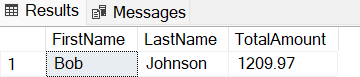 Results Messages
FirstName LastName TotalAmount
1 Bob Johnson 1209.97